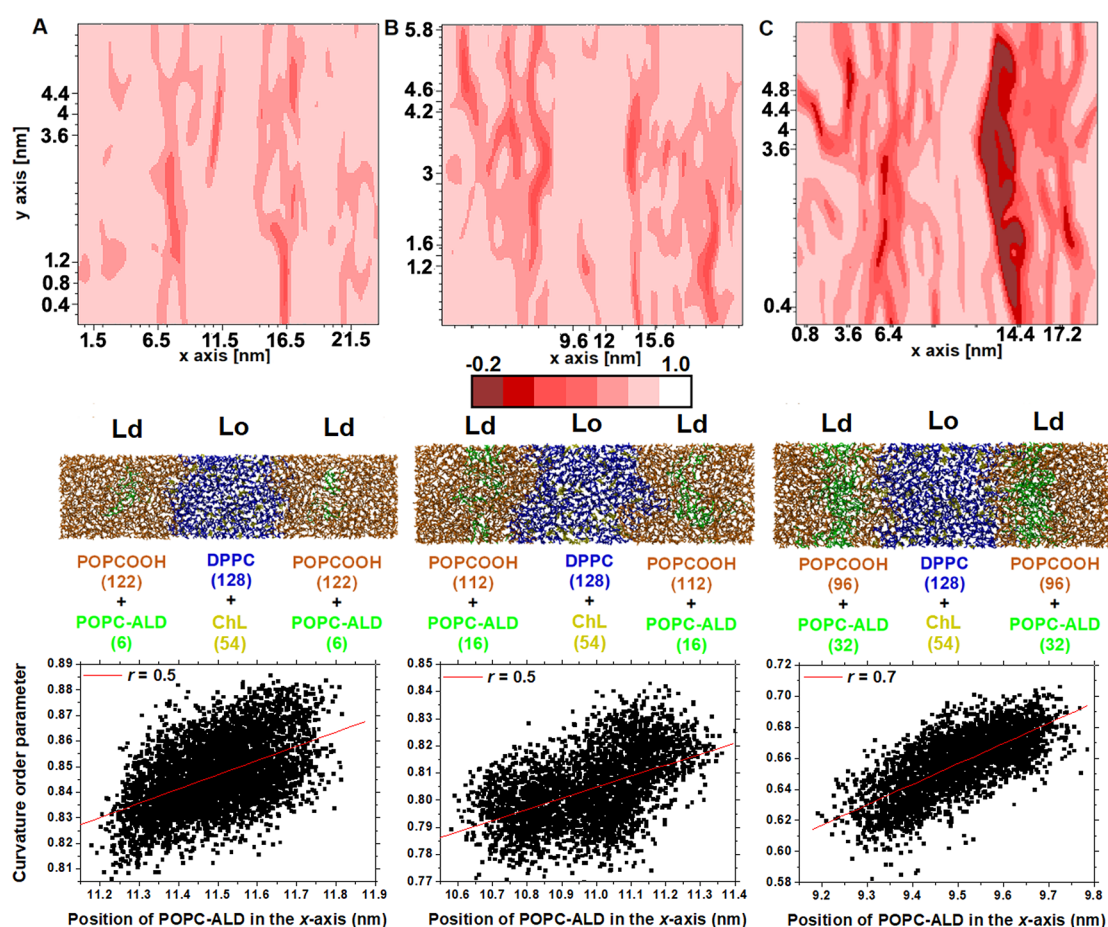 A
B
C
y axis [nm]
4.4
4
3.6
1.2
0.8
0.4
1.5 6.5 11.5 16.5 21.5
x axis [nm]
5.8
4.6
4.2
3
1.6
1.2
9.6 12 15.6
x axis [nm]
4.8
4.4
4
3.6
0.4
0.8 3.6 6.4 14.4 17.2
x axis [nm]
-0.2 1.0
Ld Lo Ld
Ld Lo Ld
Ld Lo Ld
POPCOOH DPPC POPCOOH
(122) (128) (122)
+ + +
POPC-ALD ChL POPC-ALD
(6) (54) (6)
POPCOOH DPPC POPCOOH
(112) (128) (112)
+ + +
POPC-ALD ChL POPC-ALD
(16) (54) (16)
POPCOOH DPPC POPCOOH
(96) (128) (96)
+ + +
POPC-ALD ChL POPC-ALD
(32) (54) (32)
Curvature order parameter
0.89
0.88
0.87
0.86
0.85
0.84
0.83
0.82
0.81
r = 0.5
11.2 11.3 11.4 11.5 11.6 11.7 11.8 11.9
Position of POPC-ALD in the x-axis (nm)
0.85
0.84
0.83
0.82
0.81
0.80
0.79
0.78
0.77
r = 0.5
10.6 10.7 10.8 10.9 11.0 11.1 11.2 11.3 11.4
Position of POPC-ALD in the x-axis (nm)
0.72
0.70
0.68
0.66
0.64
0.62
0.60
0.58
r = 0.7
9.2 9.3 9.4 9.5 9.6 9.7 9.8
Position of POPC-ALD in the x-axis (nm)